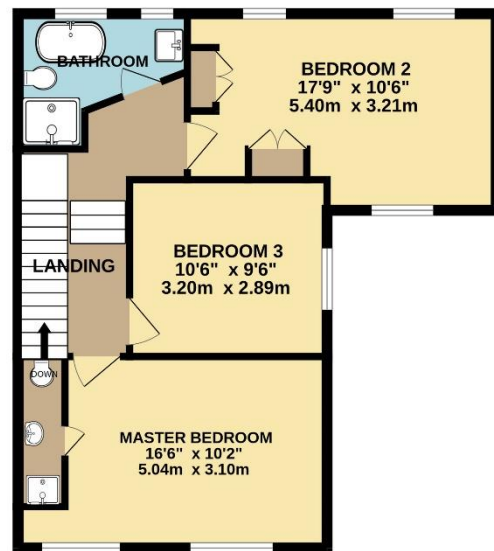 BATHROOM
BEDROOM 2
17'9" x 10'6"
5.40m x 3.21m
BEDROOM 3
10'6" x 9'6"
3.20m x 2.89m
LANDING
DOWN
MASTER BEDROOM
16'6" x 10'2"
5.04m x 3.10m